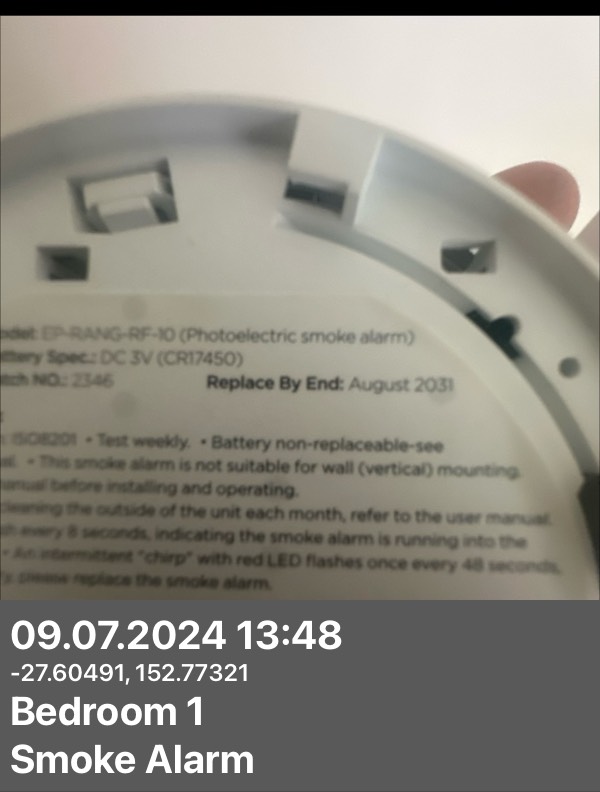 odel: EP-RANG-RF-10 (Photoelectric smoke alarm)
ttery Spec.: DC 3V (CR17450)
tch NO.: 2346 Replace By End: August 2031
: ISO8201 • Test weekly. • Battery non-replaceable-see
al. • This smoke alarm is not suitable for wall (vertical) mounting.
manual before installing and operating.
cleaning the outside of the unit each month, refer to the user manual.
sh every 8 seconds, indicating the smoke alarm is running into the
• An intermittent "chirp" with red LED flashes once every 48 seconds,
please replace the smoke alarm.
09.07.2024 13:48
-27.60491, 152.77321
Bedroom 1
Smoke Alarm